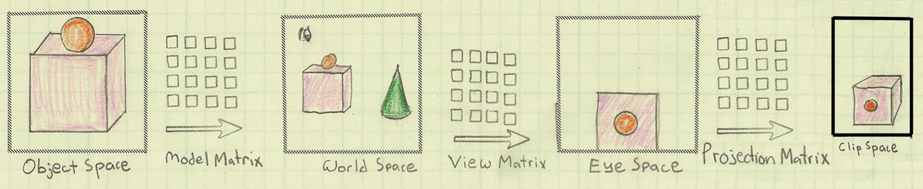 Object Space
Model Matrix
World Space
View Matrix
Eye Space
Projection Matrix
Clip Space